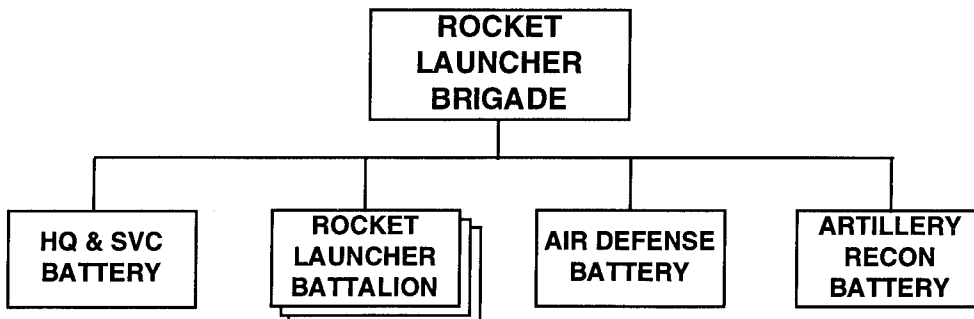 ROCKET
LAUNCHER
BRIGADE
HQ & SVC
BATTERY
ROCKET
LAUNCHER
BATTALION
AIR DEFENSE
BATTERY
ARTILLERY
RECON
BATTERY